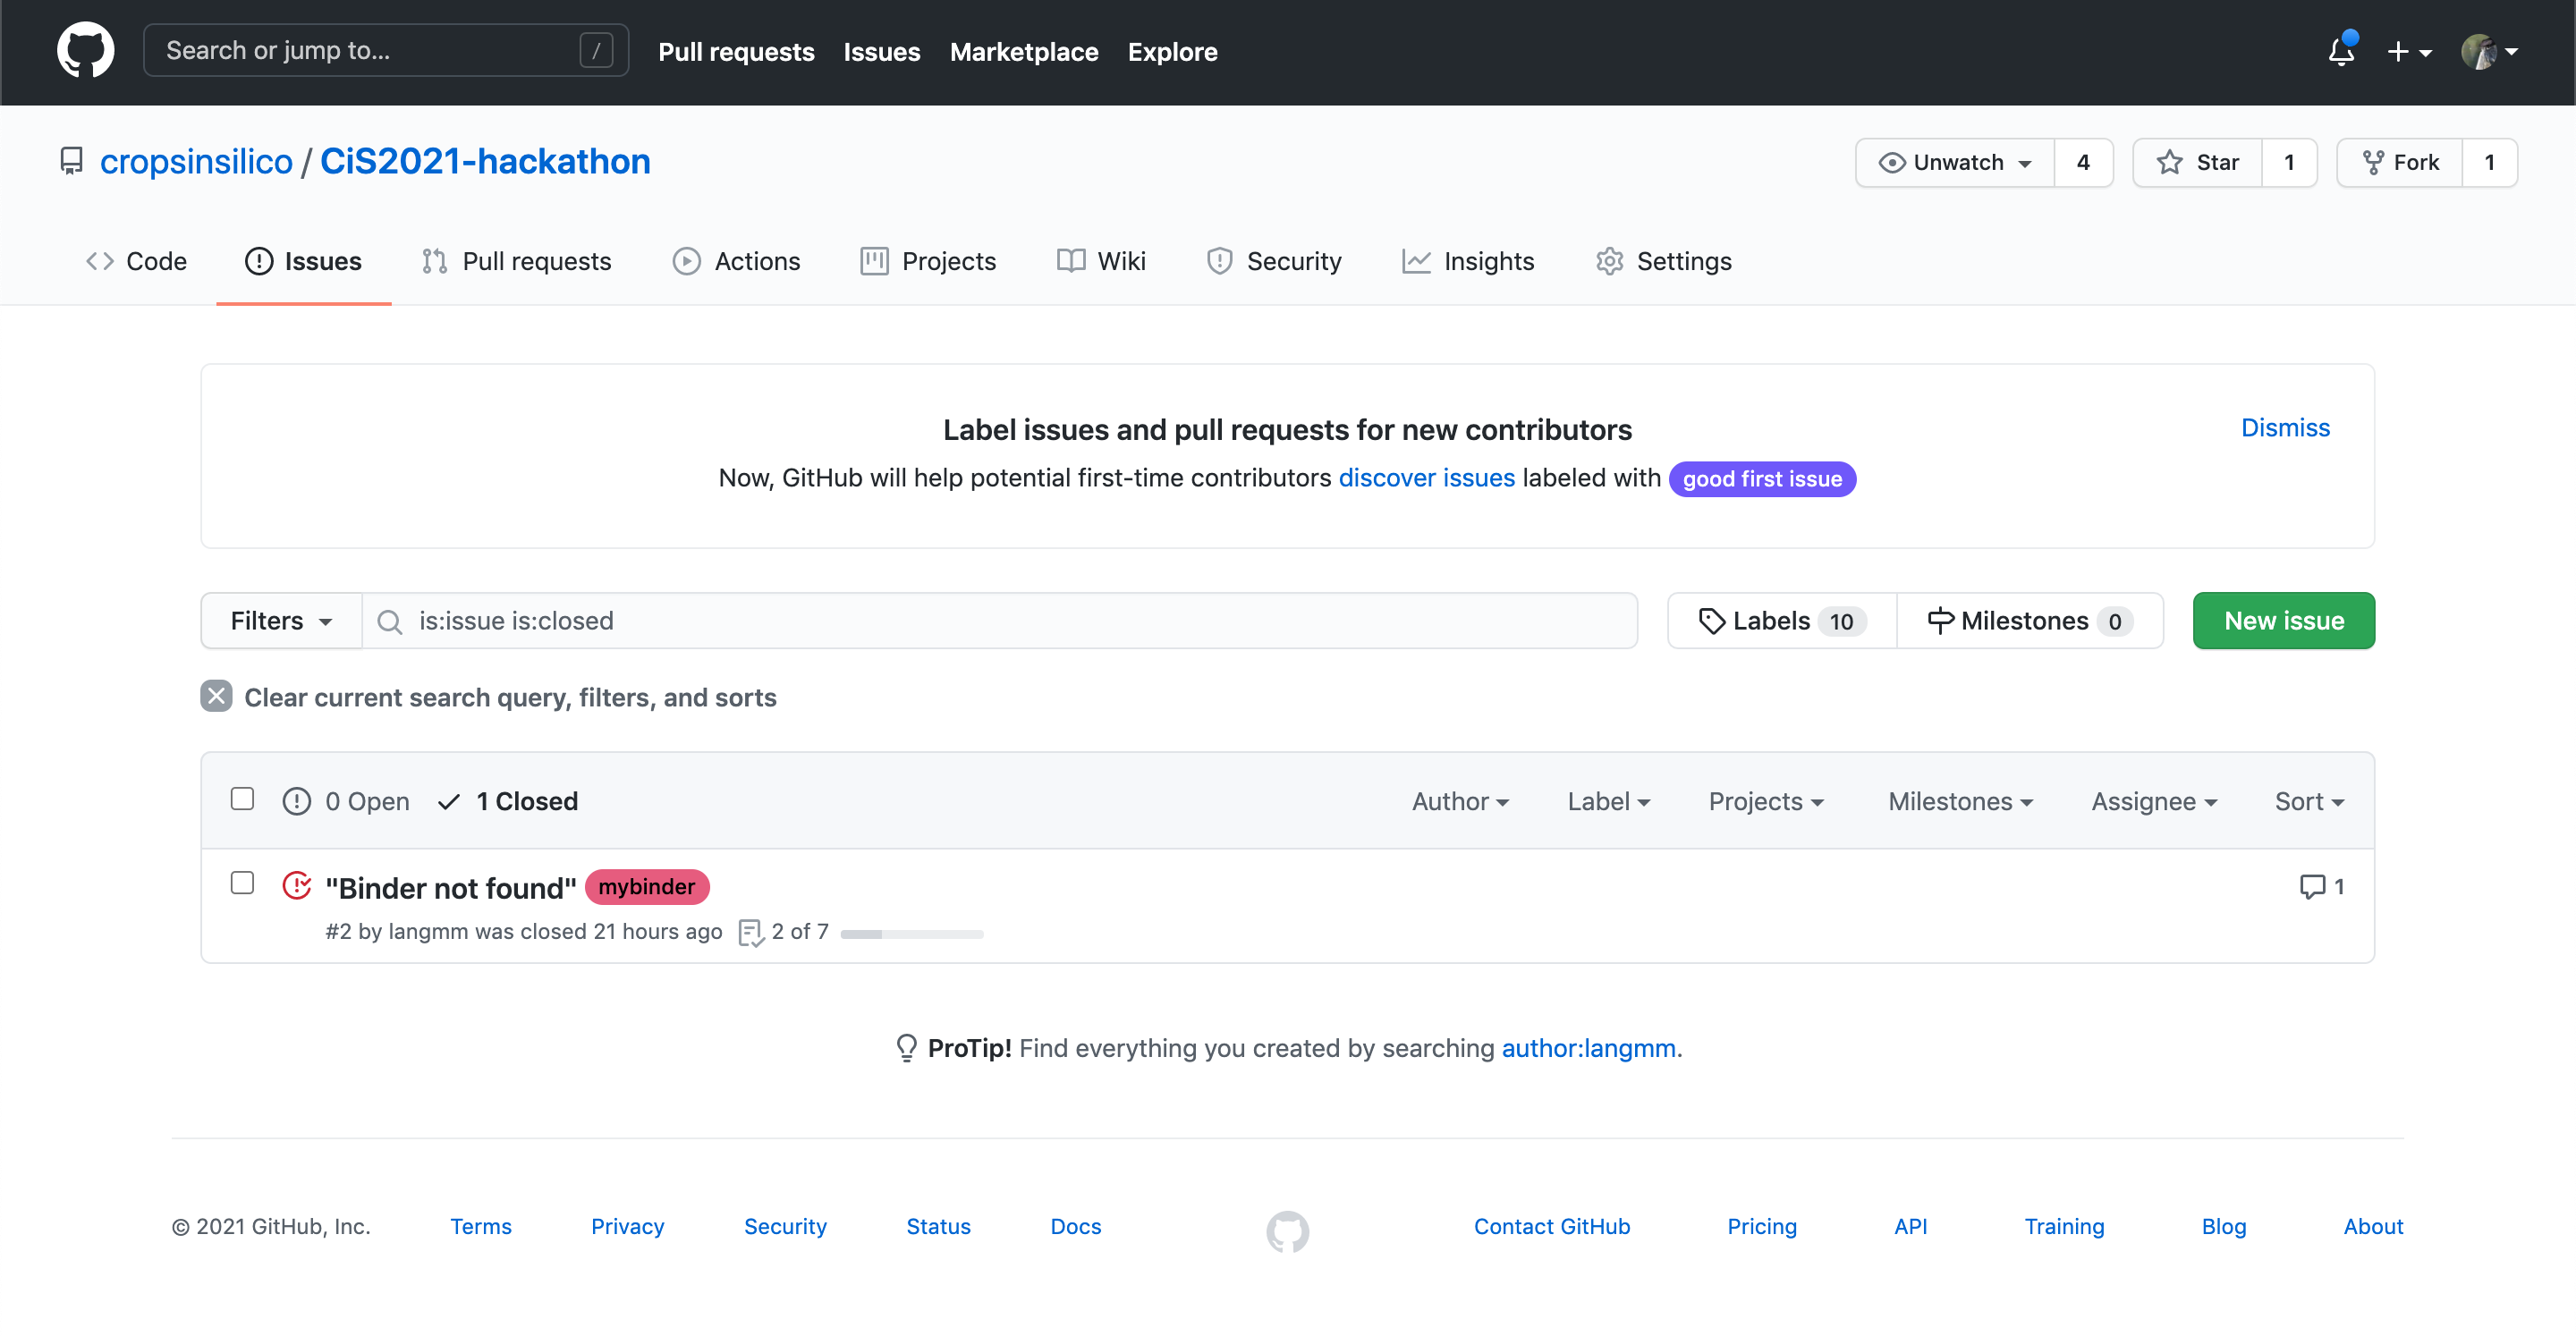 Search or jump to... / Pull requests Issues Marketplace Explore
cropsinsilico / CiS2021-hackathon Unwatch 4 Star 1 Fork 1
Code Issues Pull requests Actions Projects Wiki Security Insights Settings
Label issues and pull requests for new contributors Dismiss
Now, GitHub will help potential first-time contributors discover issues labeled with good first issue
Filters is:issue is:closed Labels 10 Milestones 0 New issue
Clear current search query, filters, and sorts
0 Open 1 Closed Author Label Projects Milestones Assignee Sort
"Binder not found" mybinder 1
#2 by langmm was closed 21 hours ago 2 of 7
ProTip! Find everything you created by searching author:langmm.
© 2021 GitHub, Inc. Terms Privacy Security Status Docs Contact GitHub Pricing API Training Blog About